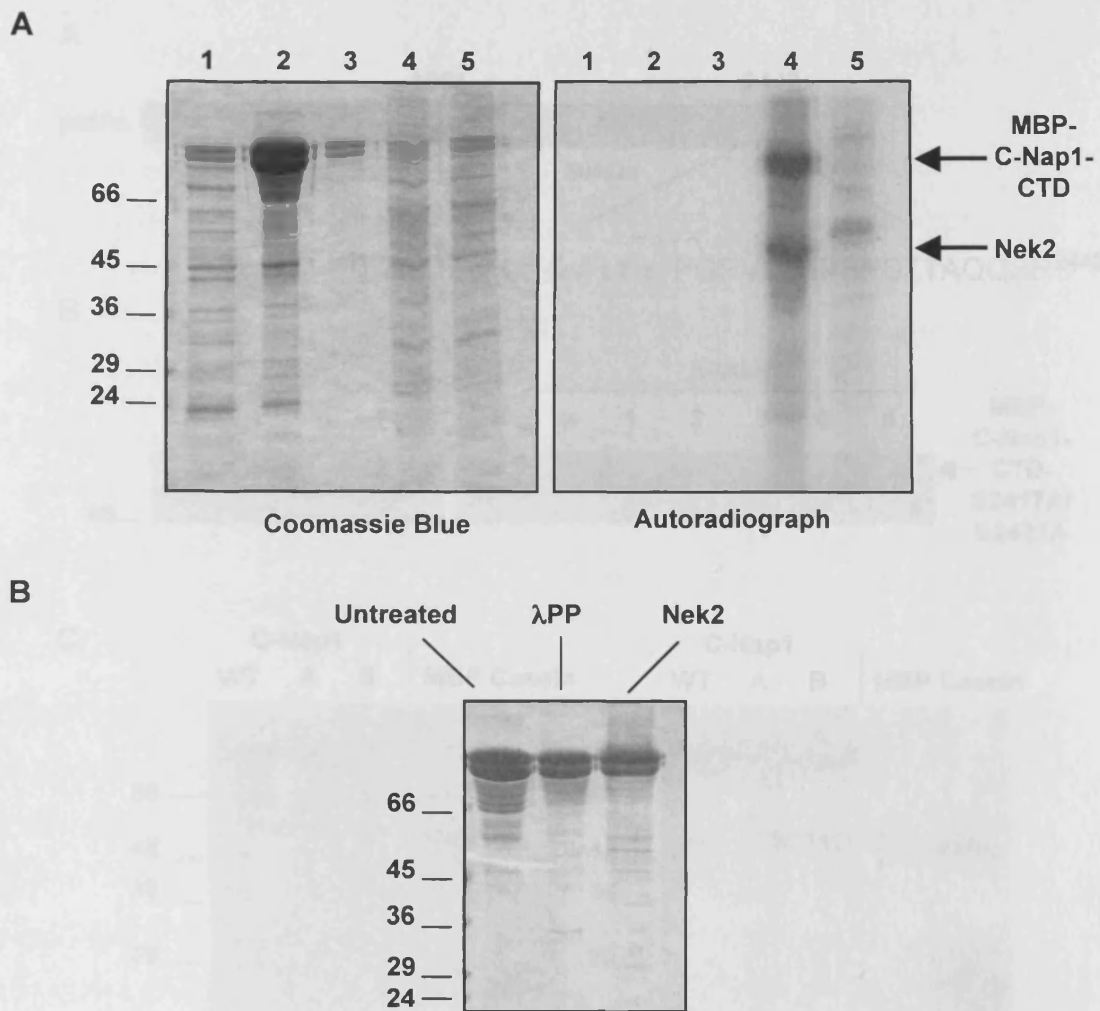 A
1 2 3 4 5
1 2 3 4 5
MBP-
C-Nap1-
CTD
Nek2
66
45
36
29
24
Coomassie Blue
Autoradiograph
B
Untreated λPP Nek2
66
45
36
29
24